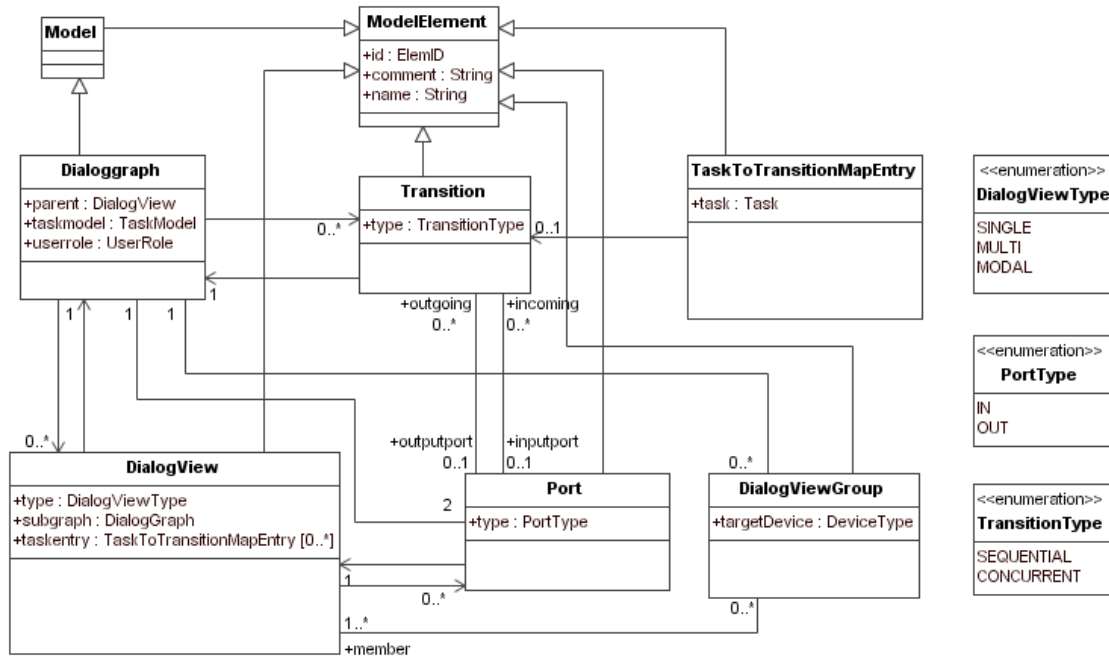 Model
ModelElement
+id : ElemID
+comment : String
+name : String
Dialoggraph
+parent : DialogView
+taskmodel : TaskModel
+userrole : UserRole
Transition
+type : TransitionType
TaskToTransitionMapEntry
+task : Task
<<enumeration>>
DialogViewType
SINGLE
MULTI
MODAL
0..*
0..1
1
1
1
1
+outgoing
0..*
+incoming
0..*
<<enumeration>>
PortType
IN
OUT
0..*
+outputport
0..1
+inputport
0..1
0..*
DialogView
+type : DialogViewType
+subgraph : DialogGraph
+taskentry : TaskToTransitionMapEntry [0..*]
2
Port
+type : PortType
DialogViewGroup
+targetDevice : DeviceType
<<enumeration>>
TransitionType
SEQUENTIAL
CONCURRENT
1
0..*
1..*
+member
0..*